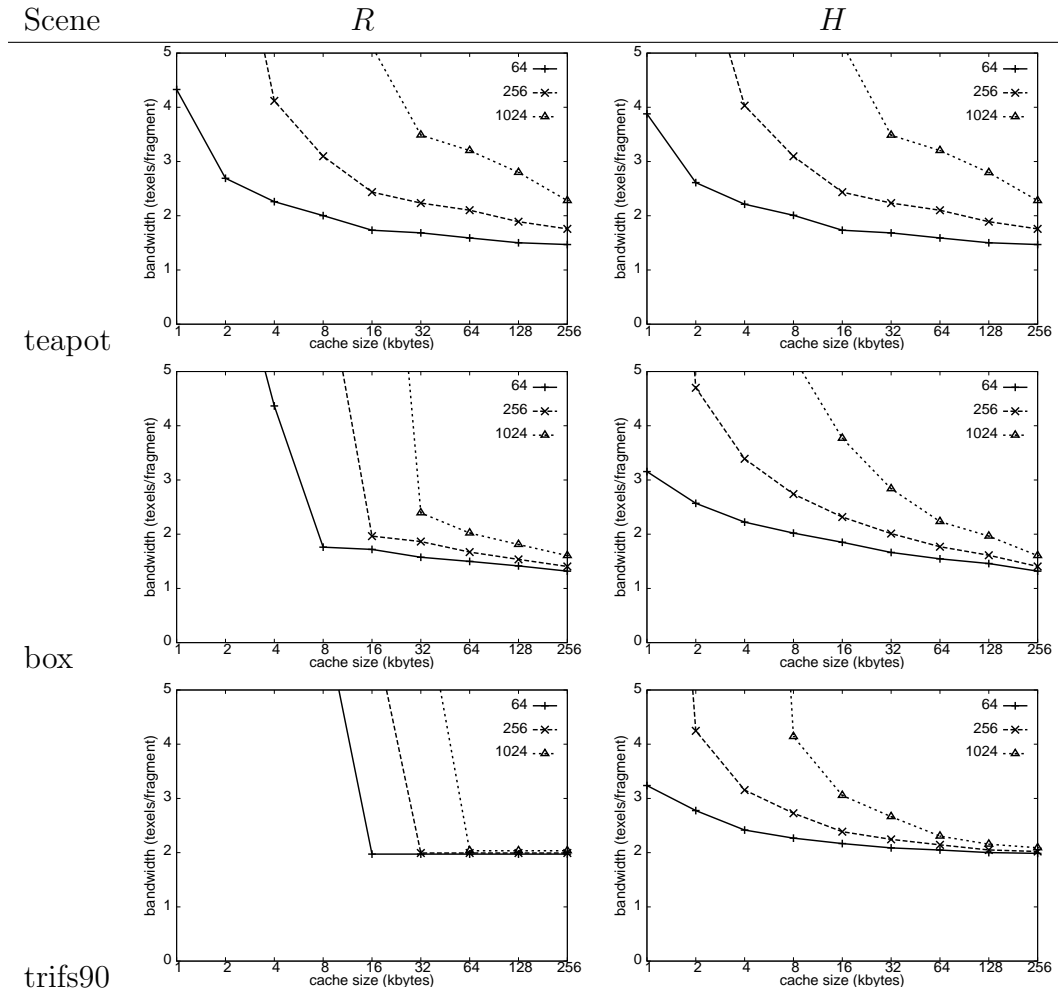 Scene R H
5
4
3
2
1
0
bandwidth (texels/fragment)
64
256
1024
1 2 4 8 16 32 64 128 256
cache size (kbytes)
5
4
3
2
1
0
bandwidth (texels/fragment)
64
256
1024
1 2 4 8 16 32 64 128 256
cache size (kbytes)
teapot
5
4
3
2
1
0
bandwidth (texels/fragment)
64
256
1024
1 2 4 8 16 32 64 128 256
cache size (kbytes)
5
4
3
2
1
0
bandwidth (texels/fragment)
64
256
1024
1 2 4 8 16 32 64 128 256
cache size (kbytes)
box
5
4
3
2
1
0
bandwidth (texels/fragment)
64
256
1024
1 2 4 8 16 32 64 128 256
cache size (kbytes)
5
4
3
2
1
0
bandwidth (texels/fragment)
64
256
1024
1 2 4 8 16 32 64 128 256
cache size (kbytes)
trifs90